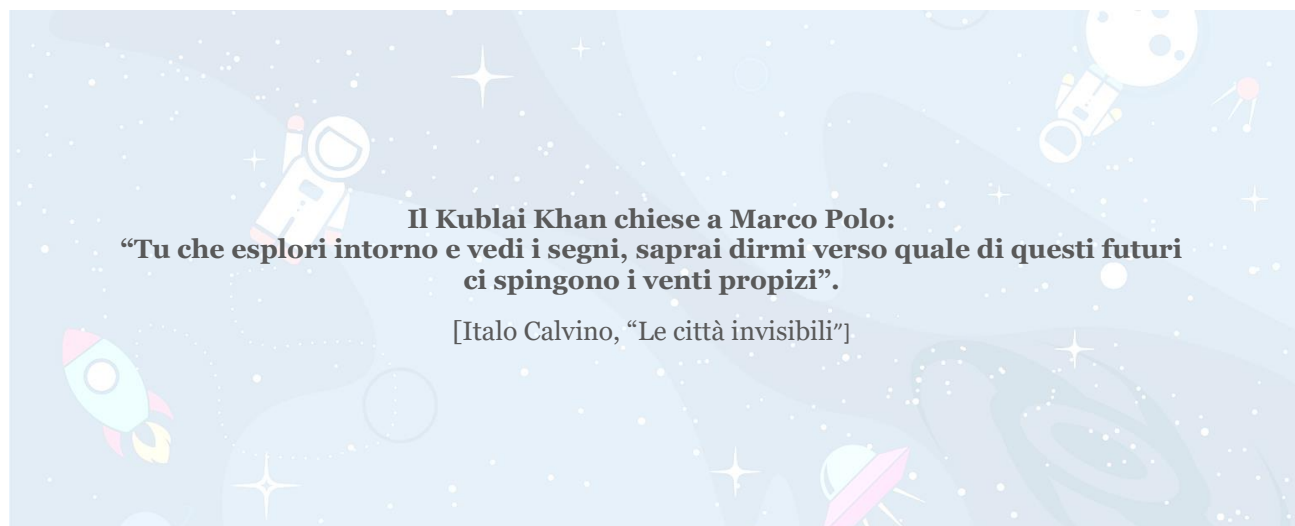 Il Kublai Khan chiese a Marco Polo:
“Tu che esplori intorno e vedi i segni, saprai dirmi verso quale di questi futuri
ci spingono i venti propizi”.
[Italo Calvino, “Le città invisibili”]